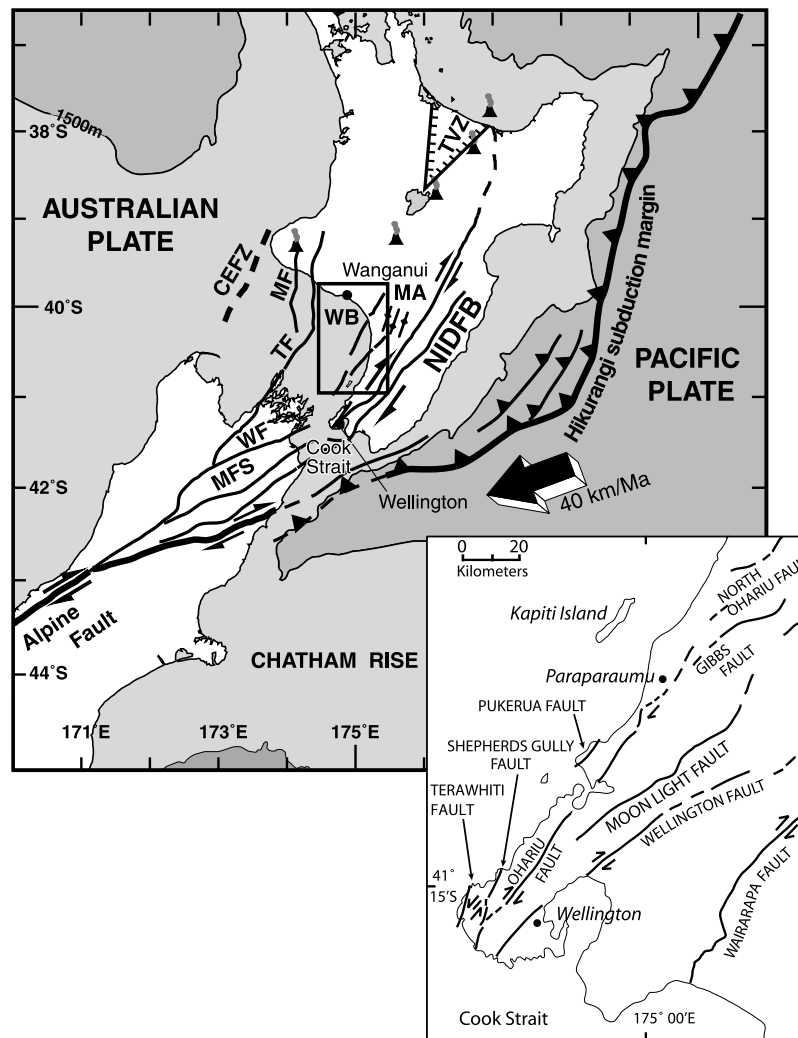 1500m
38°S
AUSTRALIAN
PLATE
TVZ
CEFZ
MF
Wanganui
MA
WB
40°S
TF
NIDFB
Hikurangi subduction margin
PACIFIC
PLATE
WF
MFS
Cook
Strait
42°S
Wellington
40 km/Ma
Alpine
Fault
44°S
CHATHAM RISE
171°E
173°E
175°E
0 20
Kilometers
NORTH
OHARIU FAULT
Kapiti Island
GIBBS
FAULT
Paraparaumu
PUKERUA FAULT
SHEPHERDS GULLY
FAULT
MOON LIGHT FAULT
TERAWHITI
FAULT
WELLINGTON FAULT
OHARIU
FAULT
41°
15'S
Wellington
WAIRARAPA FAULT
Cook Strait
175° 00'E